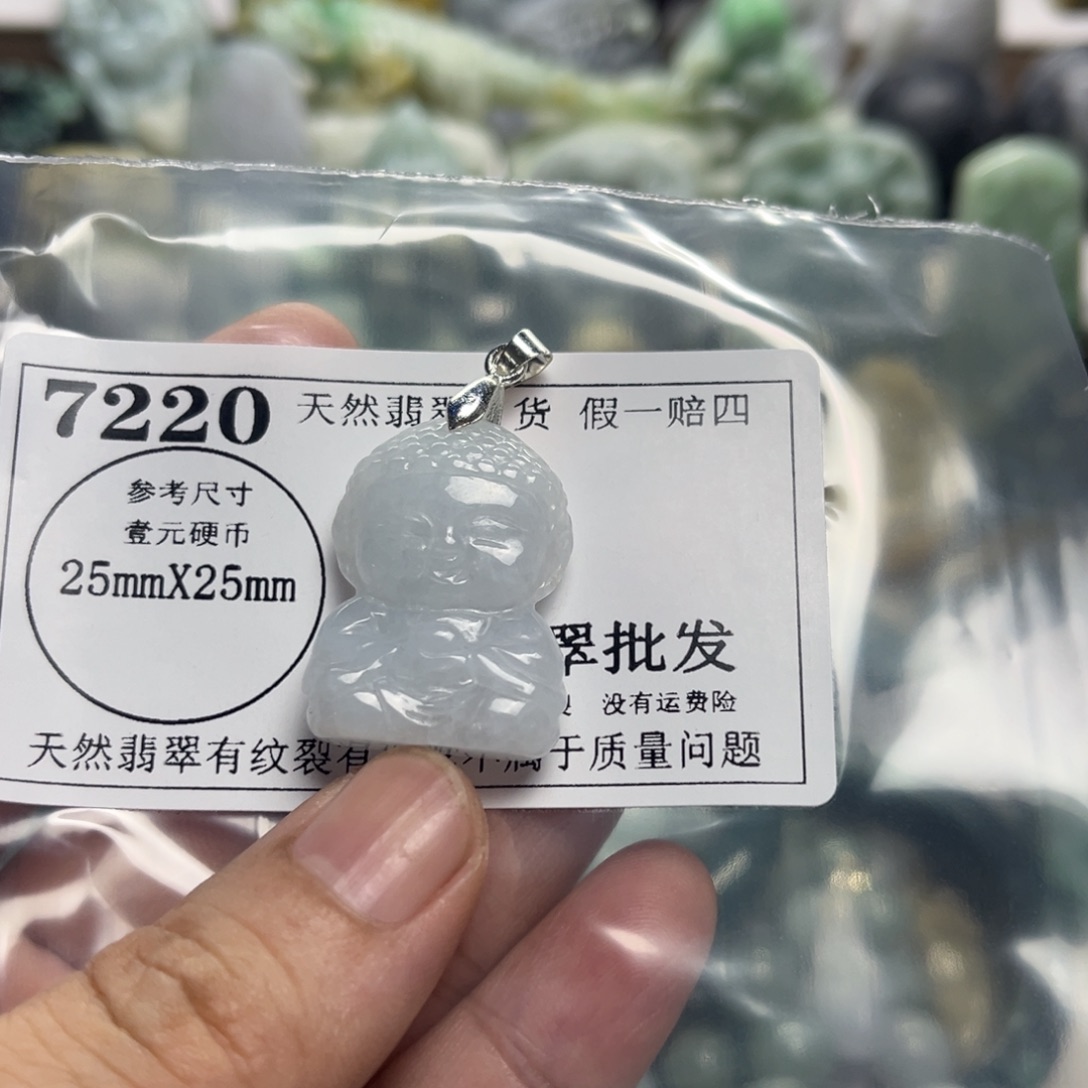 7220
天然翡翠 货 假一赔四
参考尺寸
壹元硬币
25mmX25mm
翠批发
没有运费险
天然翡翠有纹裂有 属于质量问题